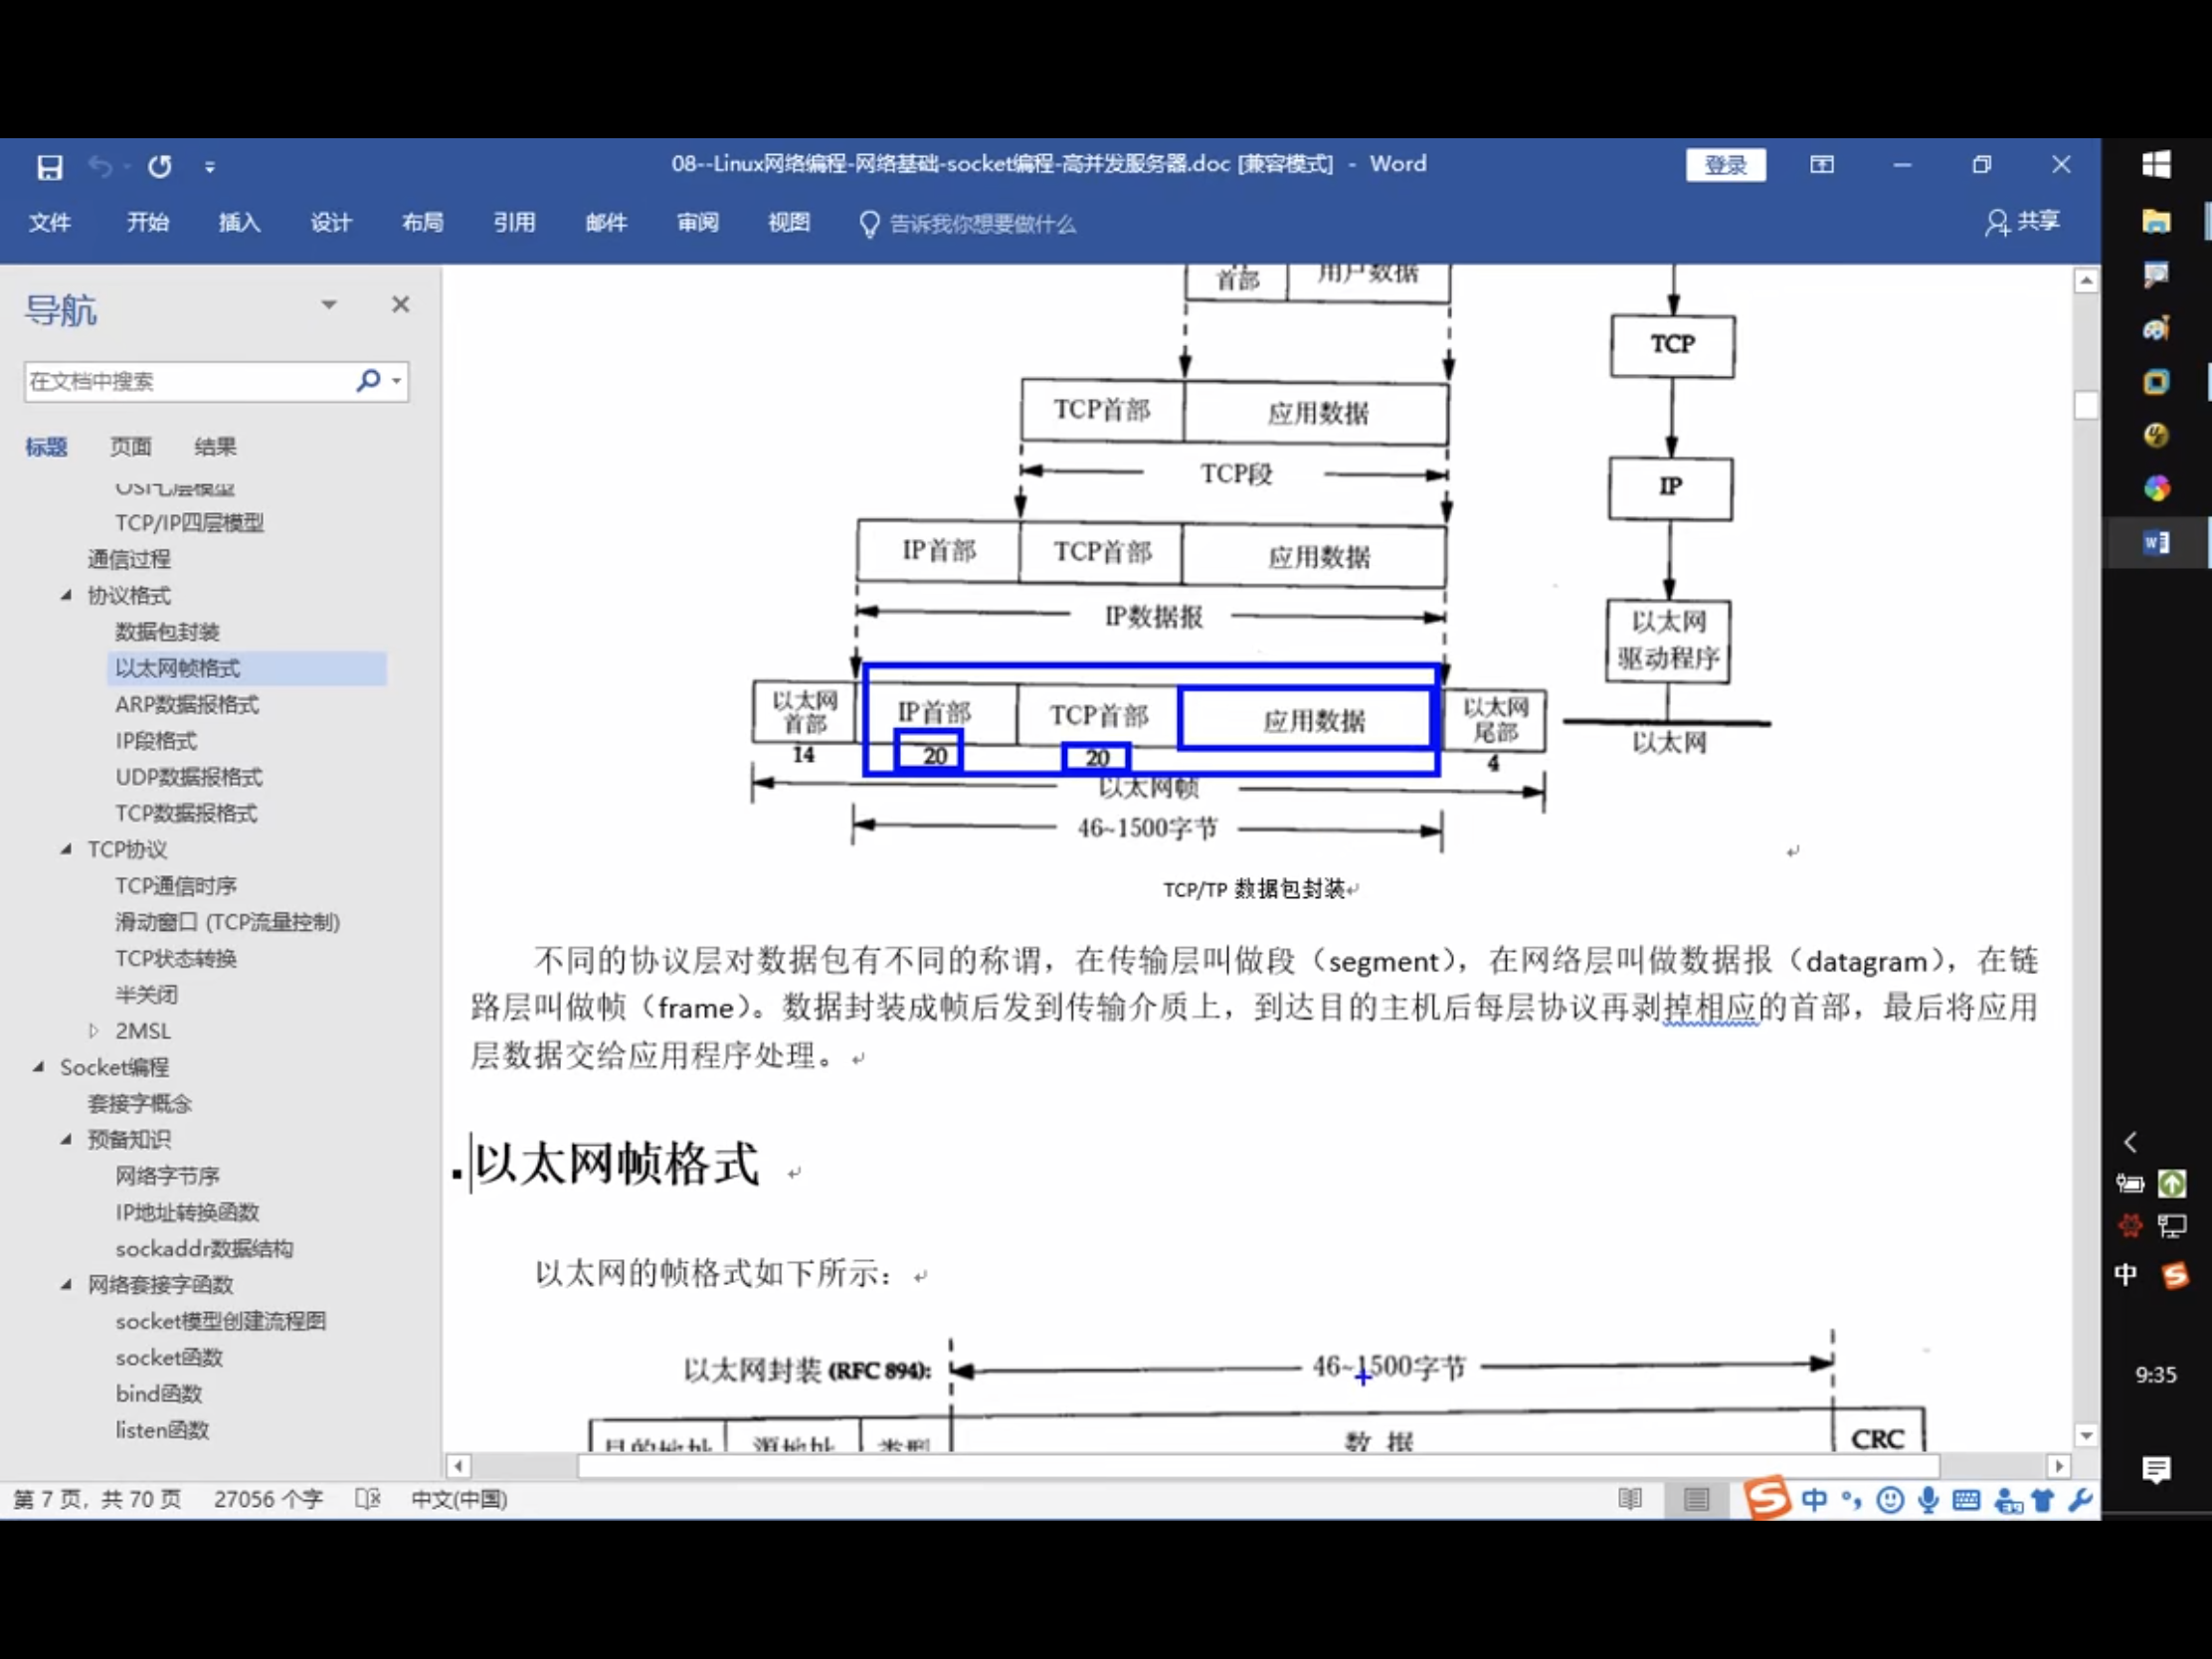 08--Linux网络编程-网络基础-socket编程-高并发服务器.doc [兼容模式] - Word
登录
文件 开始 插入 设计 布局 引用 邮件 审阅 视图 告诉我你想要做什么 共享
导航
在文档中搜索
标题 页面 结果
OSI七层模型
TCP/IP四层模型
通信过程
协议格式
数据包封装
以太网帧格式
ARP数据报格式
IP段格式
UDP数据报格式
TCP数据报格式
TCP协议
TCP通信时序
滑动窗口 (TCP流量控制)
TCP状态转换
半关闭
2MSL
Socket编程
套接字概念
预备知识
网络字节序
IP地址转换函数
sockaddr数据结构
网络套接字函数
socket模型创建流程图
socket函数
bind函数
listen函数
首部 用户数据
TCP
TCP首部 应用数据
TCP段
IP
IP首部 TCP首部 应用数据
IP数据报
以太网
驱动程序
以太网
首部
IP首部 TCP首部 应用数据
以太网
尾部
14 20 20 4
以太网
以太网帧
46~1500字节
TCP/TP 数据包封装
不同的协议层对数据包有不同的称谓，在传输层叫做段（segment），在网络层叫做数据报（datagram），在链
路层叫做帧（frame）。数据封装成帧后发到传输介质上，到达目的主机后每层协议再剥掉相应的首部，最后将应用
层数据交给应用程序处理。
以太网帧格式
以太网的帧格式如下所示：
以太网封装 (RFC 894): 46~1500字节
目的地址 源地址 类型 数 据 CRC
第 7 页，共 70 页 27056 个字 中文(中国)
中
中
9:35